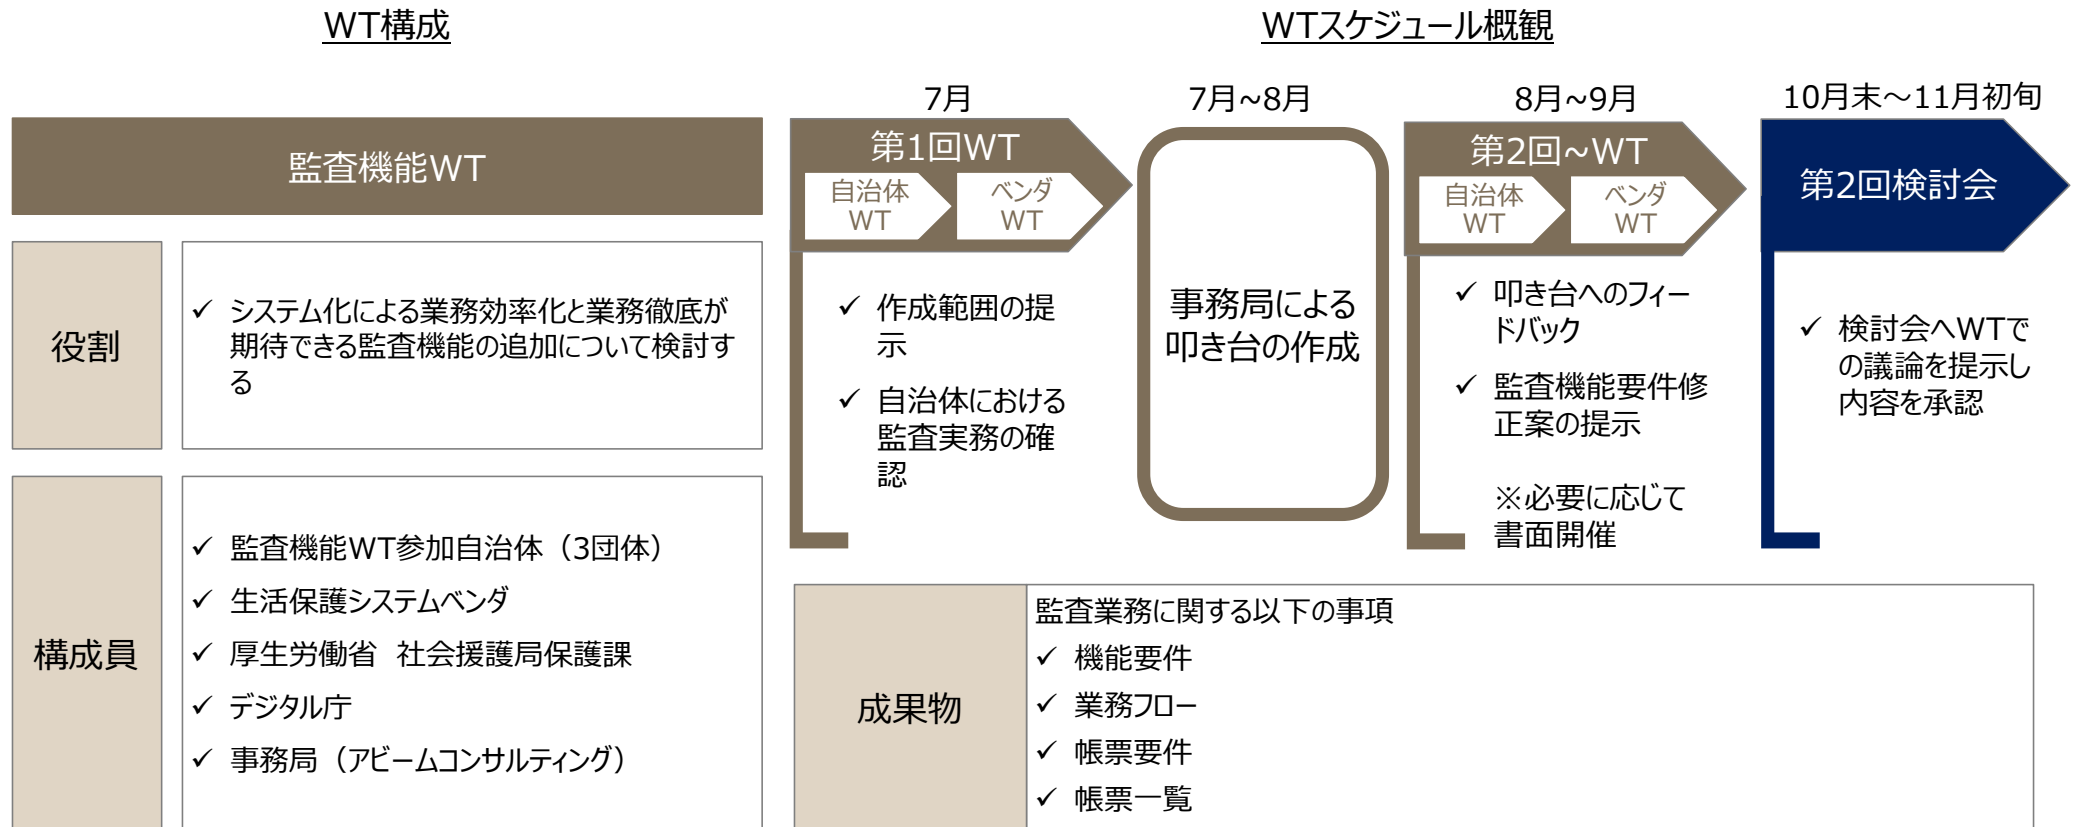 WT構成
監査機能WT
役割
✓ システム化による業務効率化と業務徹底が
期待できる監査機能の追加について検討す
る
構成員
✓ 監査機能WT参加自治体（3団体）
✓ 生活保護システムベンダ
✓ 厚生労働省　社会援護局保護課
✓ デジタル庁
✓ 事務局（アビームコンサルティング）
WTスケジュール概観
7月
第1回WT
自治体
WT
ベンダ
WT
✓ 作成範囲の提
示
✓ 自治体における
監査実務の確
認
7月~8月
事務局による
叩き台の作成
8月~9月
第2回~WT
自治体
WT
ベンダ
WT
✓ 叩き台へのフィー
ドバック
✓ 監査機能要件修
正案の提示
※必要に応じて
書面開催
10月末～11月初旬
第2回検討会
✓ 検討会へWTで
の議論を提示し
内容を承認
成果物
監査業務に関する以下の事項
✓ 機能要件
✓ 業務フロー
✓ 帳票要件
✓ 帳票一覧